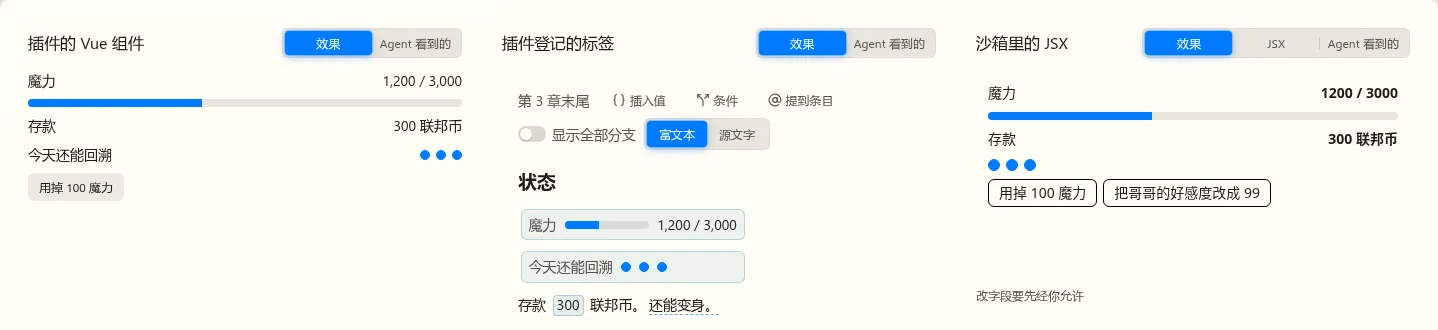 插件的 Vue 组件
效果
Agent 看到的
魔力
1,200 / 3,000
存款
300 联邦币
今天还能回溯
用掉 100 魔力
插件登记的标签
效果
Agent 看到的
第 3 章末尾
{} 插入值
条件
@ 提到条目
显示全部分支
富文本
源文字
状态
魔力 1,200 / 3,000
今天还能回溯
存款 300 联邦币。 还能变身。
沙箱里的 JSX
效果
JSX
Agent 看到的
魔力
1200 / 3000
存款
300 联邦币
用掉 100 魔力
把哥哥的好感度改成 99
改字段要先经你允许